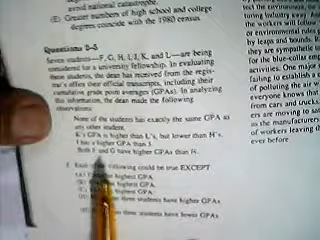 avoid national catastrophe.
(E) Greater numbers of high school and college
degrees coincide with the 1980 census
Questions 2-5
Seven students—F, G, H, I, J, K, and L—are being
considered for a university fellowship. In evaluating
these students, the dean has received from the regis-
trar's office their official transcripts, including their
cumulative grade point averages (GPAs). In analyzing
this information, the dean made the following
observations:
None of the students has exactly the same GPA as
any other student.
K's GPA is higher than L's, but lower than H's.
I has a higher GPA than J.
Both F and G have higher GPAs than H.
following could be true EXCEPT
highest GPA
highest GPA
highest GPA
three students have higher GPAs
three students have lower GPAs
the environment, the
turing industry away
the workers will follow
or environmental rules
by leaps and bounds. If
they are sympathetic to
for the blue-collar emp
activities. One major
failing to establish a c
of polluting the air
everyone knows that
from cars and trucks.
ers are moving to
as the manufacturers
of workers leaving th
ever before